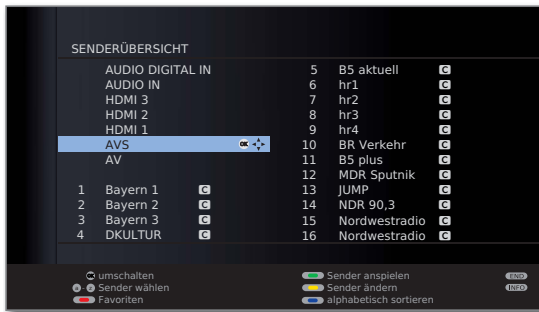 SENDERÜBERSICHT
AUDIO DIGITAL IN
AUDIO IN
HDMI 3
HDMI 2
HDMI 1
AVS OK
AV
1 Bayern 1 C
2 Bayern 2 C
3 Bayern 3 C
4 DKULTUR C
5 B5 aktuell C
6 hr1 C
7 hr2 C
8 hr3 C
9 hr4 C
10 BR Verkehr C
11 B5 plus C
12 MDR Sputnik C
13 JUMP C
14 NDR 90,3 C
15 Nordwestradio C
16 Nordwestradio C
OK umschalten
Sender wählen
Favoriten
Sender anspielen
Sender ändern
alphabetisch sortieren
END
INFO